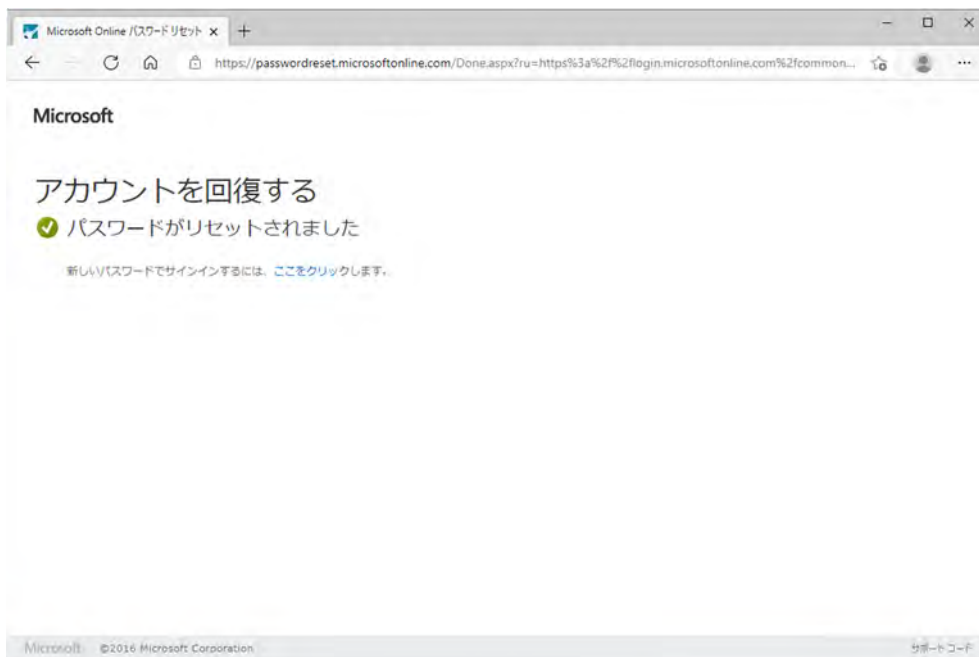 Microsoft Online パスワード リセット
https://passwordreset.microsoftonline.com/Done.aspx?ru=https%3a%2f%2flogin.microsoftonline.com%2fcommon...
Microsoft
アカウントを回復する
パスワードがリセットされました
新しいパスワードでサインインするには、ここをクリックします。
Microsoft ©2016 Microsoft Corporation サポート コード